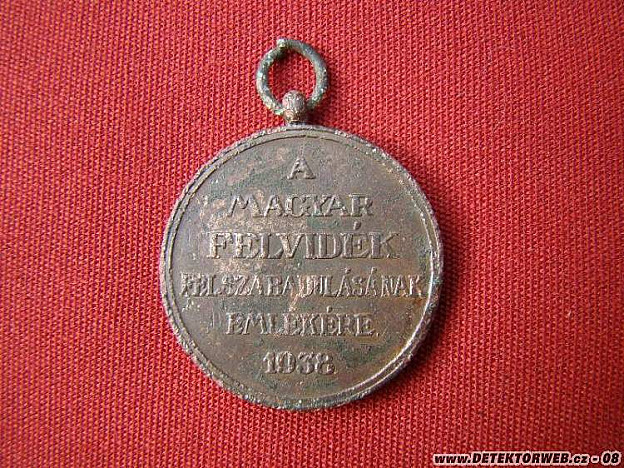 A
MAGYAR
FELVIDÉK
FELSZABADULÁSÁNAK
EMLÉKÉRE
1938
www.DETEKTORWEB.cz - 08